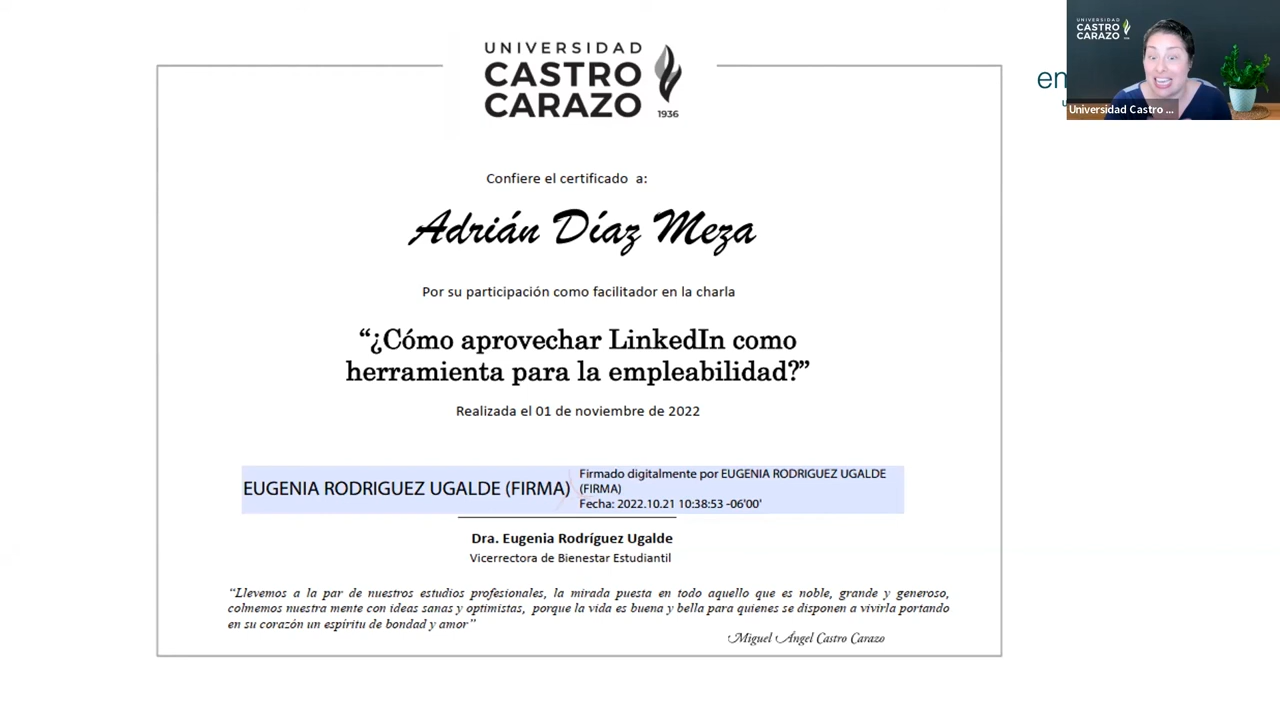 UNIVERSIDAD
CASTRO
CARAZO
1936
Confiere el certificado a:
Adrián Díaz Meza
Por su participación como facilitador en la charla
“¿Cómo aprovechar LinkedIn como
herramienta para la empleabilidad?”
Realizada el 01 de noviembre de 2022
EUGENIA RODRIGUEZ UGALDE (FIRMA)
Firmado digitalmente por EUGENIA RODRIGUEZ UGALDE
(FIRMA)
Fecha: 2022.10.21 10:38:53 -06'00'
Dra. Eugenia Rodríguez Ugalde
Vicerrectora de Bienestar Estudiantil
“Llevemos a la par de nuestros estudios profesionales, la mirada puesta en todo aquello que es noble, grande y generoso,
colmemos nuestra mente con ideas sanas y optimistas, porque la vida es buena y bella para quienes se disponen a vivirla portando
en su corazón un espíritu de bondad y amor”
Miguel Ángel Castro Carazo
UNIVERSIDAD
CASTRO
CARAZO
Universidad Castro ...